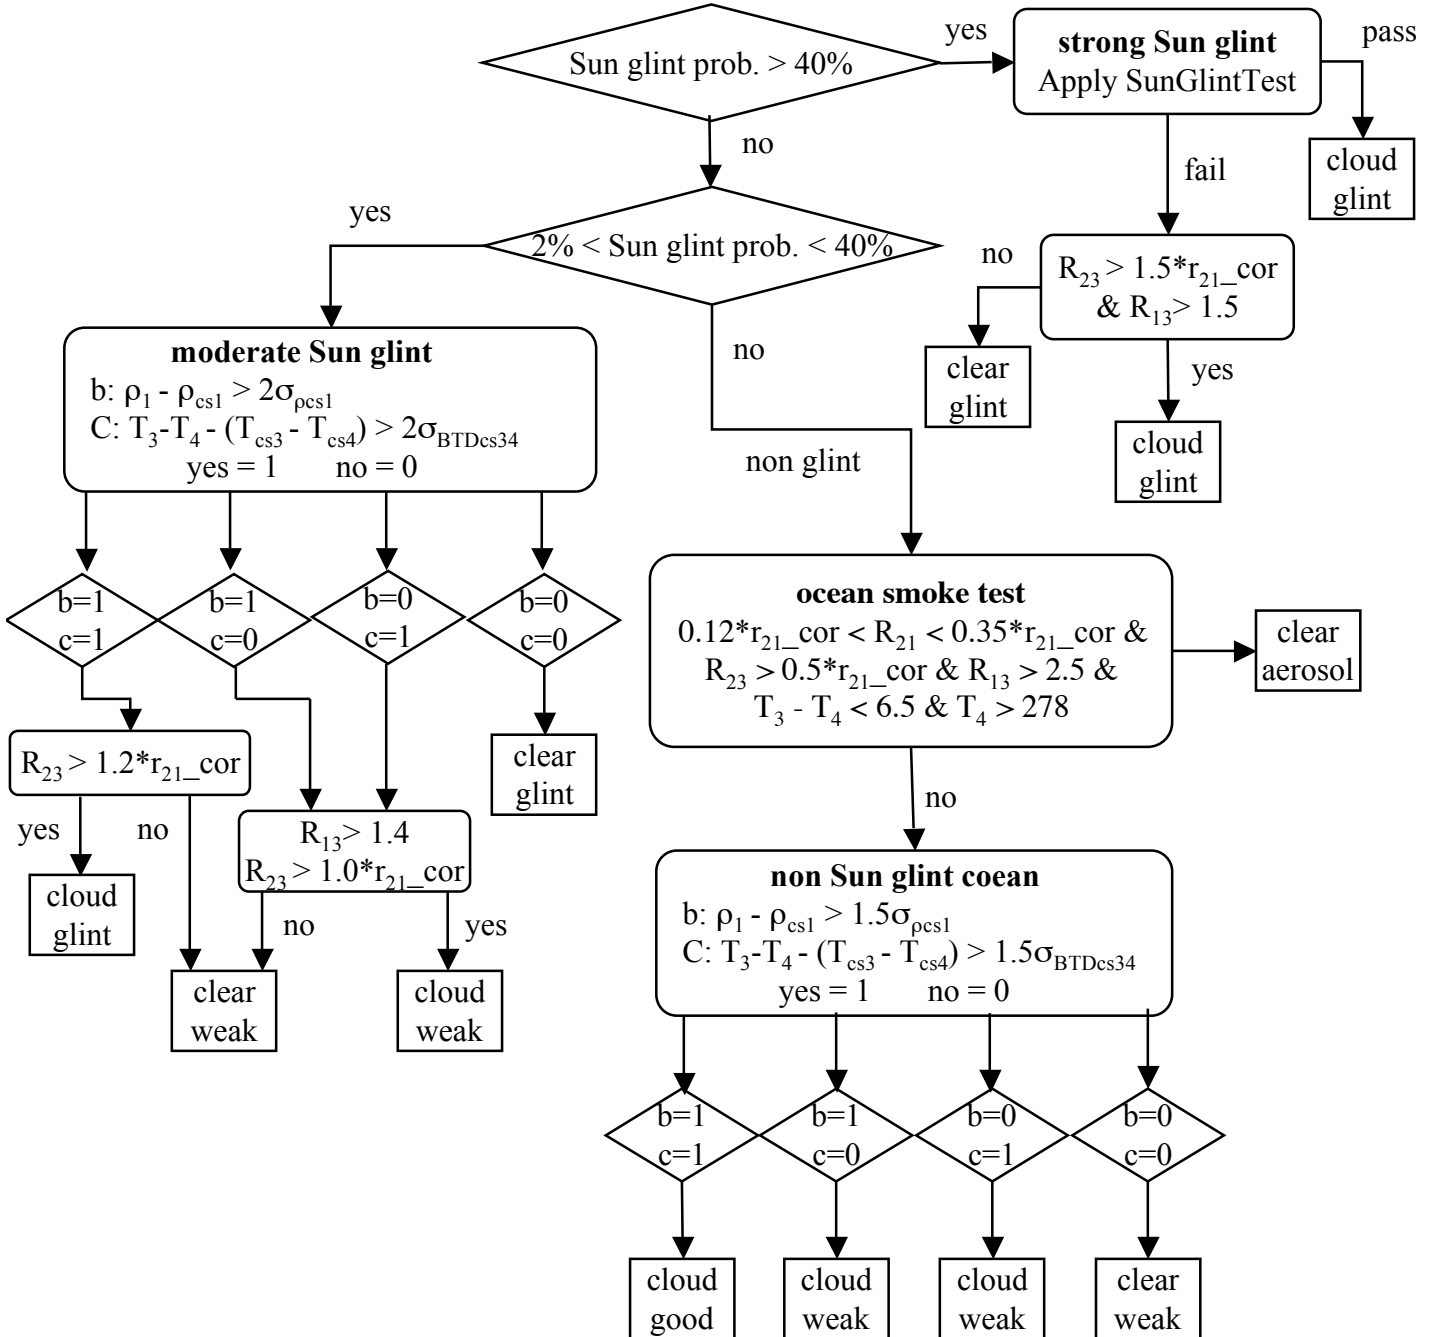 Sun glint prob. > 40%
yes
strong Sun glint
Apply SunGlintTest
pass
cloud
glint
no
fail
2% < Sun glint prob. < 40%
yes
R23 > 1.5*r21_cor
& R13> 1.5
no
clear
glint
yes
cloud
glint
moderate Sun glint
b: ρ1 - ρcs1 > 2σρcs1
C: T3-T4 - (Tcs3 - Tcs4) > 2σBTDcs34
yes = 1 no = 0
no
non glint
b=1
c=1
b=1
c=0
b=0
c=1
b=0
c=0
R23 > 1.2*r21_cor
yes
no
cloud
glint
R13> 1.4
R23 > 1.0*r21_cor
no
yes
clear
weak
cloud
weak
clear
glint
ocean smoke test
0.12*r21_cor < R21 < 0.35*r21_cor &
R23 > 0.5*r21_cor & R13 > 2.5 &
T3 - T4 < 6.5 & T4 > 278
clear
aerosol
no
non Sun glint coean
b: ρ1 - ρcs1 > 1.5σρcs1
C: T3-T4 - (Tcs3 - Tcs4) > 1.5σBTDcs34
yes = 1 no = 0
b=1
c=1
b=1
c=0
b=0
c=1
b=0
c=0
cloud
good
cloud
weak
cloud
weak
clear
weak